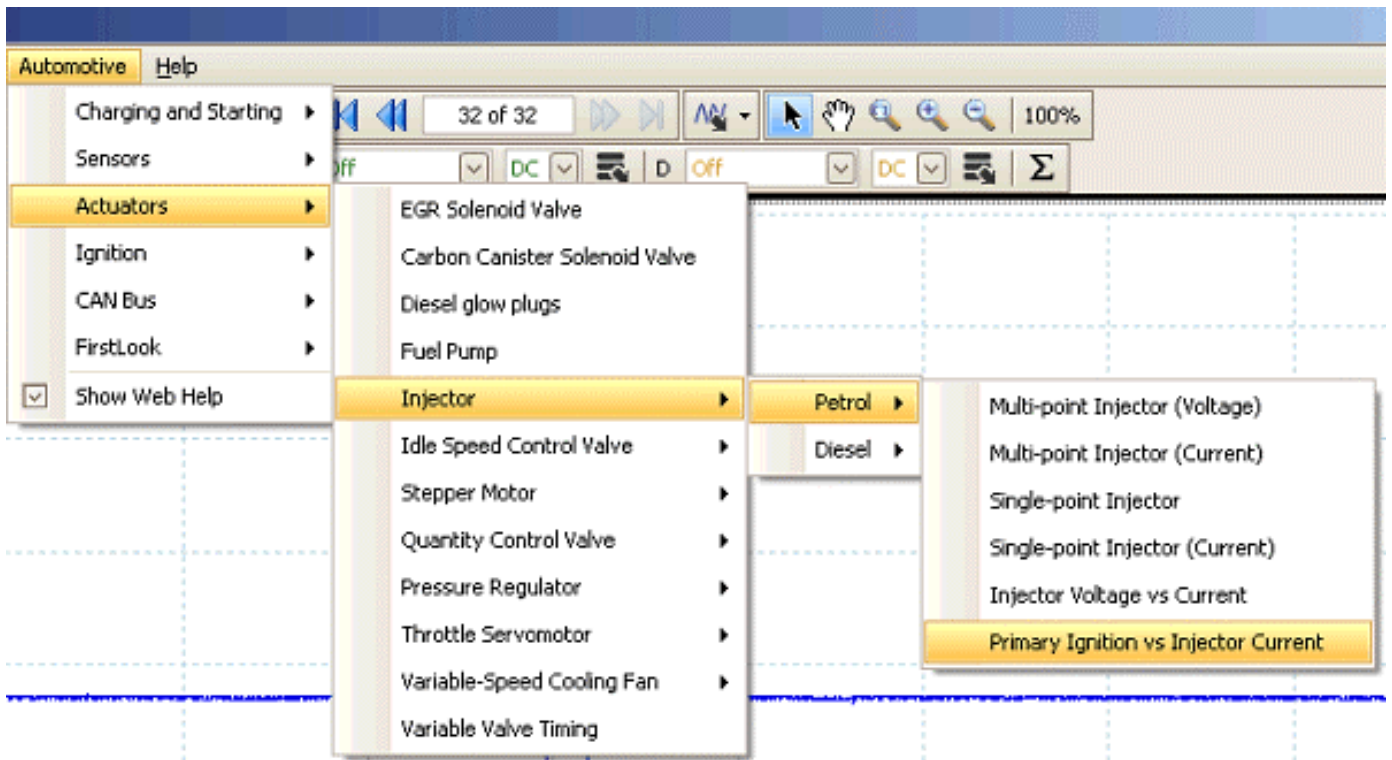 Automotive Help
Charging and Starting
32 of 32
100%
Sensors
Off
DC
D
Off
DC
Σ
Actuators
Ignition
CAN Bus
FirstLook
Show Web Help
EGR Solenoid Valve
Carbon Canister Solenoid Valve
Diesel glow plugs
Fuel Pump
Injector
Idle Speed Control Valve
Stepper Motor
Quantity Control Valve
Pressure Regulator
Throttle Servomotor
Variable-Speed Cooling Fan
Variable Valve Timing
Petrol
Diesel
Multi-point Injector (Voltage)
Multi-point Injector (Current)
Single-point Injector
Single-point Injector (Current)
Injector Voltage vs Current
Primary Ignition vs Injector Current